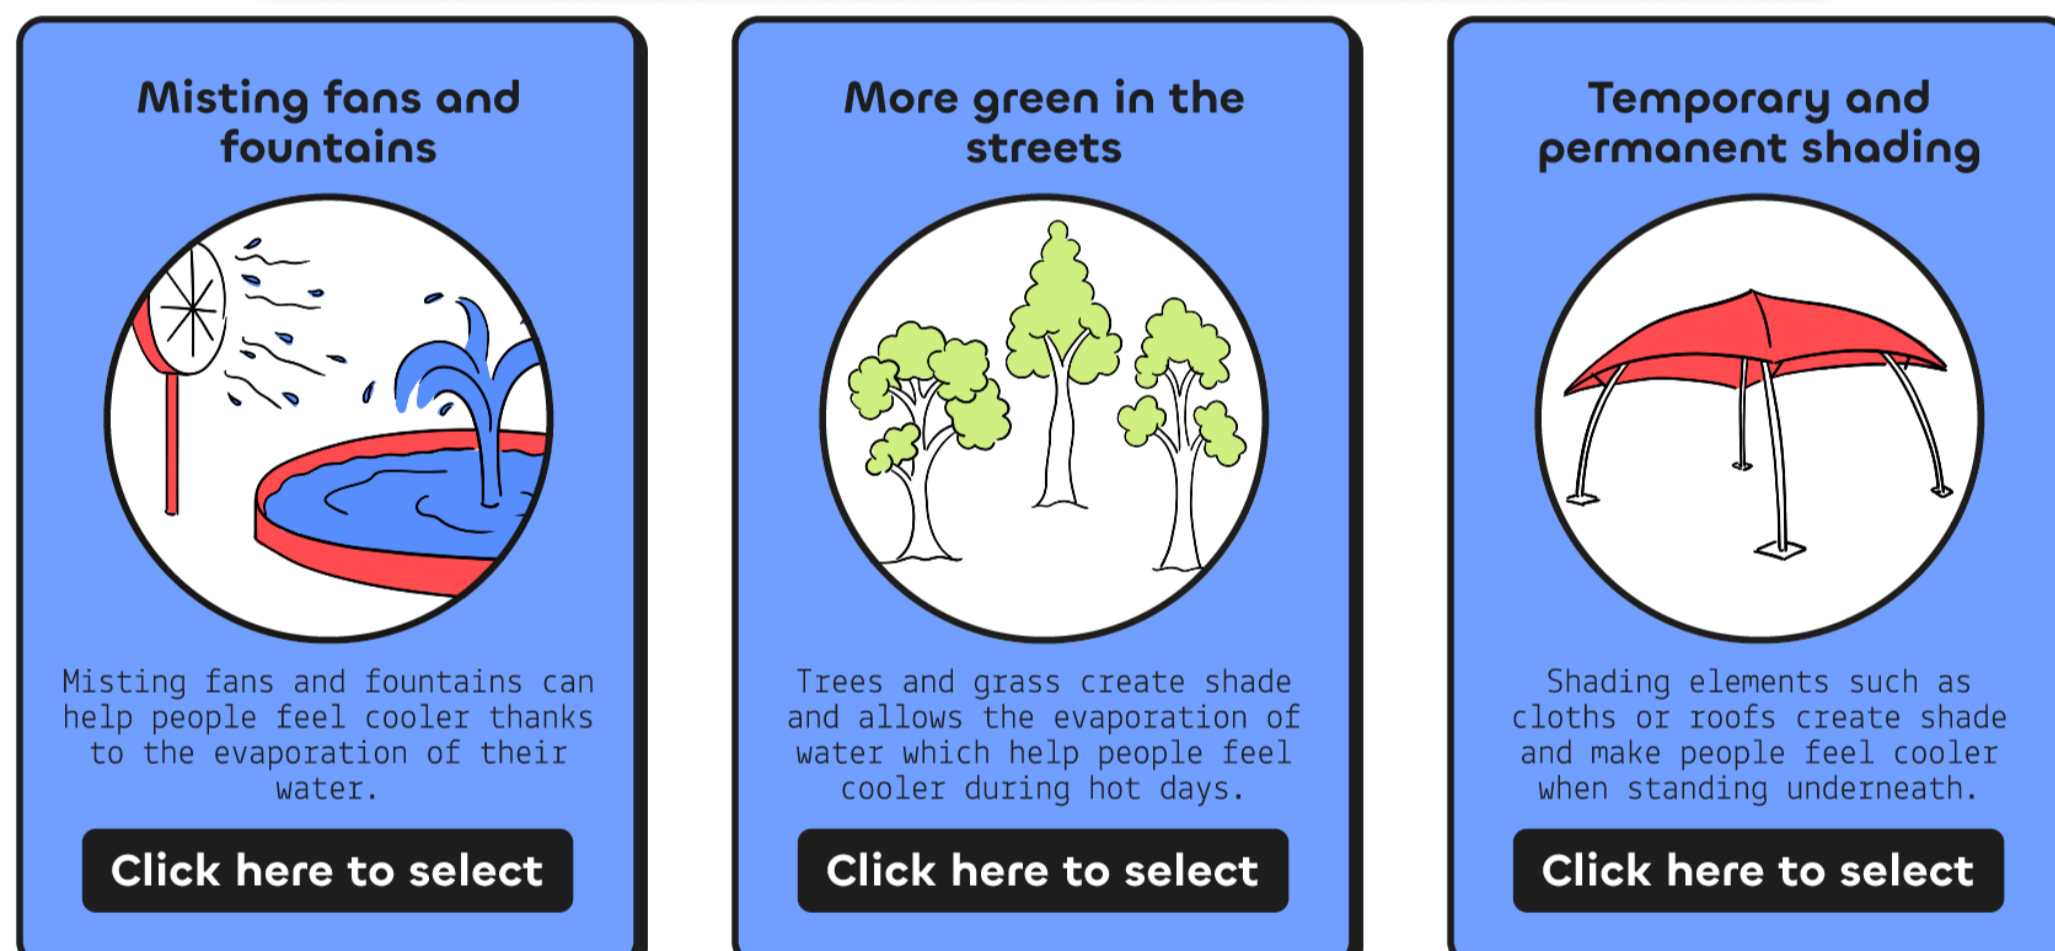 Misting fans and
fountains
Misting fans and fountains can
help people feel cooler thanks
to the evaporation of their
water.
Click here to select
More green in the
streets
Trees and grass create shade
and allows the evaporation of
water which help people feel
cooler during hot days.
Click here to select
Temporary and
permanent shading
Shading elements such as
cloths or roofs create shade
and make people feel cooler
when standing underneath.
Click here to select